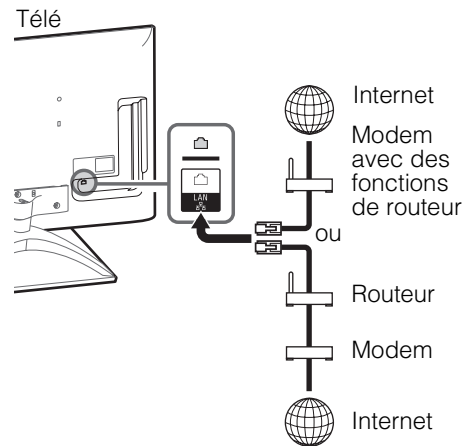 Télé
Internet
Modem
avec des
fonctions
de routeur
LAN
ou
Routeur
Modem
Internet